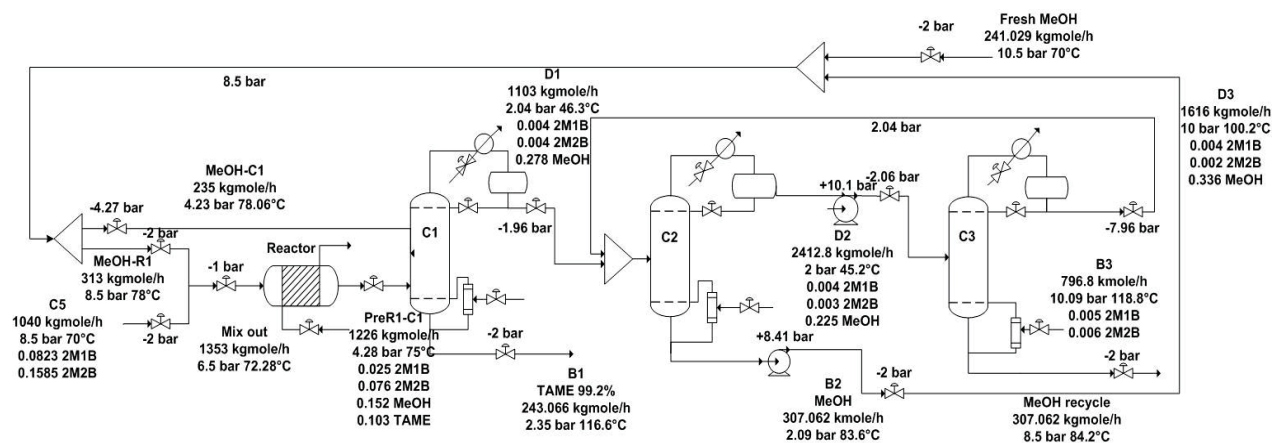 Fresh MeOH
241.029 kgmole/h
10.5 bar 70°C
-2 bar
8.5 bar
D1
1103 kgmole/h
2.04 bar 46.3°C
0.004 2M1B
0.004 2M2B
0.278 MeOH
D3
1616 kgmole/h
10 bar 100.2°C
0.004 2M1B
0.002 2M2B
0.336 MeOH
2.04 bar
MeOH-C1
235 kgmole/h
4.23 bar 78.06°C
-4.27 bar
-2 bar
MeOH-R1
313 kgmole/h
8.5 bar 78°C
C5
1040 kgmole/h
8.5 bar 70°C
0.0823 2M1B
0.1585 2M2B
-2 bar
-1 bar
Reactor
Mix out
1353 kgmole/h
6.5 bar 72.28°C
PreR1-C1
1226 kgmole/h
4.28 bar 75°C
0.025 2M1B
0.076 2M2B
0.152 MeOH
0.103 TAME
C1
-1.96 bar
-2 bar
B1
TAME 99.2%
243.066 kgmole/h
2.35 bar 116.6°C
C2
+10.1 bar
-2.06 bar
D2
2412.8 kgmole/h
2 bar 45.2°C
0.004 2M1B
0.003 2M2B
0.225 MeOH
+8.41 bar
B2
MeOH
307.062 kmole/h
2.09 bar 83.6°C
-2 bar
C3
-7.96 bar
B3
796.8 kmole/h
10.09 bar 118.8°C
0.005 2M1B
0.006 2M2B
-2 bar
MeOH recycle
307.062 kgmole/h
8.5 bar 84.2°C